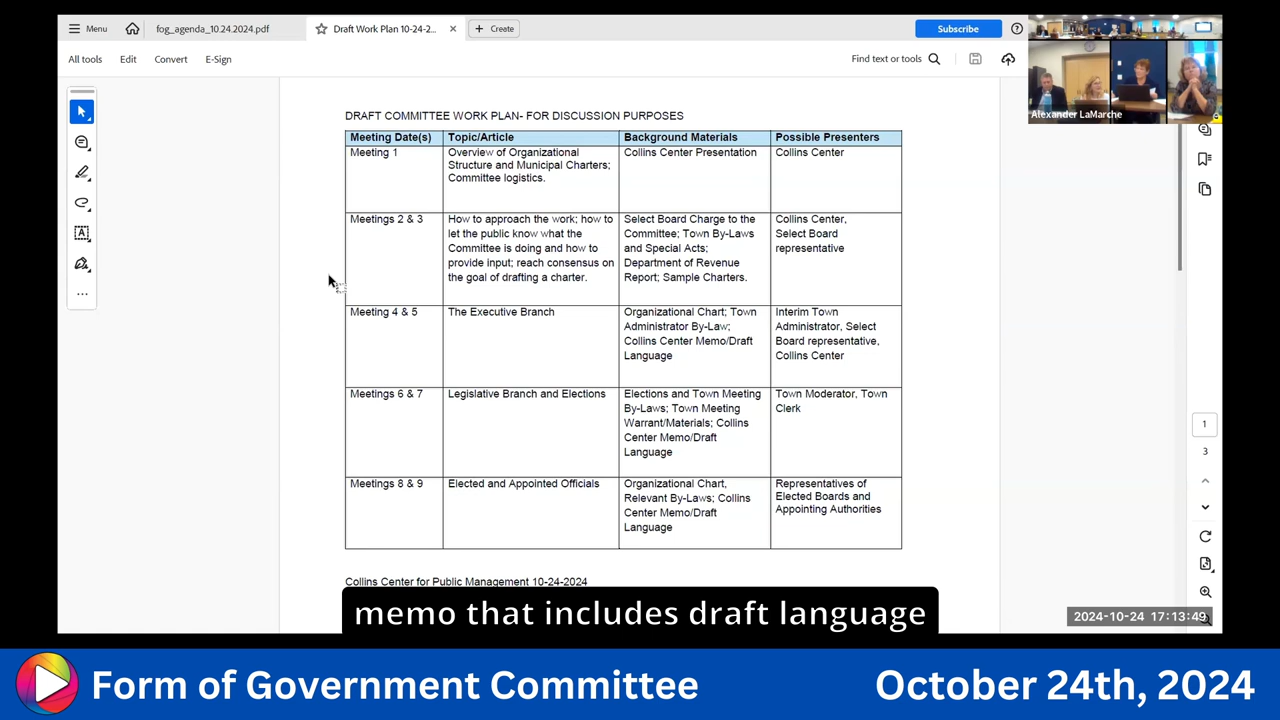 Menu
fog_agenda_10.24.2024.pdf
Draft Work Plan 10-24-2...
Create
Subscribe
All tools
Edit
Convert
E-Sign
Find text or tools
Alexander LaMarche
DRAFT COMMITTEE WORK PLAN- FOR DISCUSSION PURPOSES
Meeting Date(s)
Topic/Article
Background Materials
Possible Presenters
Meeting 1
Overview of Organizational
Structure and Municipal Charters;
Committee logistics.
Collins Center Presentation
Collins Center
Meetings 2 & 3
How to approach the work; how to
let the public know what the
Committee is doing and how to
provide input; reach consensus on
the goal of drafting a charter.
Select Board Charge to the
Committee; Town By-Laws
and Special Acts;
Department of Revenue
Report; Sample Charters.
Collins Center,
Select Board
representative
Meeting 4 & 5
The Executive Branch
Organizational Chart; Town
Administrator By-Law;
Collins Center Memo/Draft
Language
Interim Town
Administrator, Select
Board representative,
Collins Center
Meetings 6 & 7
Legislative Branch and Elections
Elections and Town Meeting
By-Laws; Town Meeting
Warrant/Materials; Collins
Center Memo/Draft
Language
Town Moderator, Town
Clerk
Meetings 8 & 9
Elected and Appointed Officials
Organizational Chart,
Relevant By-Laws; Collins
Center Memo/Draft
Language
Representatives of
Elected Boards and
Appointing Authorities
Collins Center for Public Management 10-24-2024
1
3
memo that includes draft language
2024-10-24 17:13:49
Form of Government Committee
October 24th, 2024